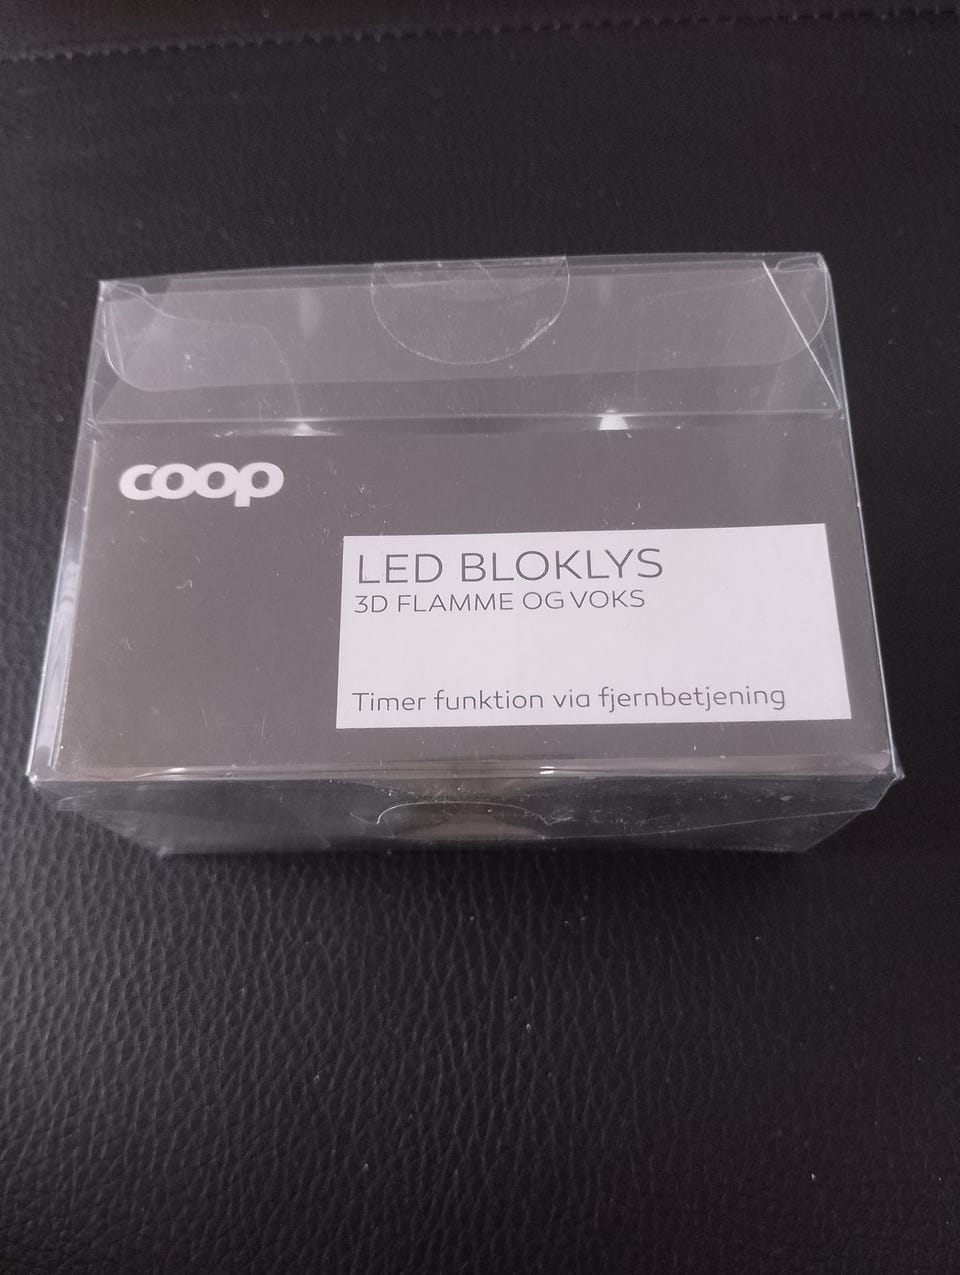 coop
LED BLOKLYS
3D FLAMME OG VOKS
Timer funktion via fjernbetjening